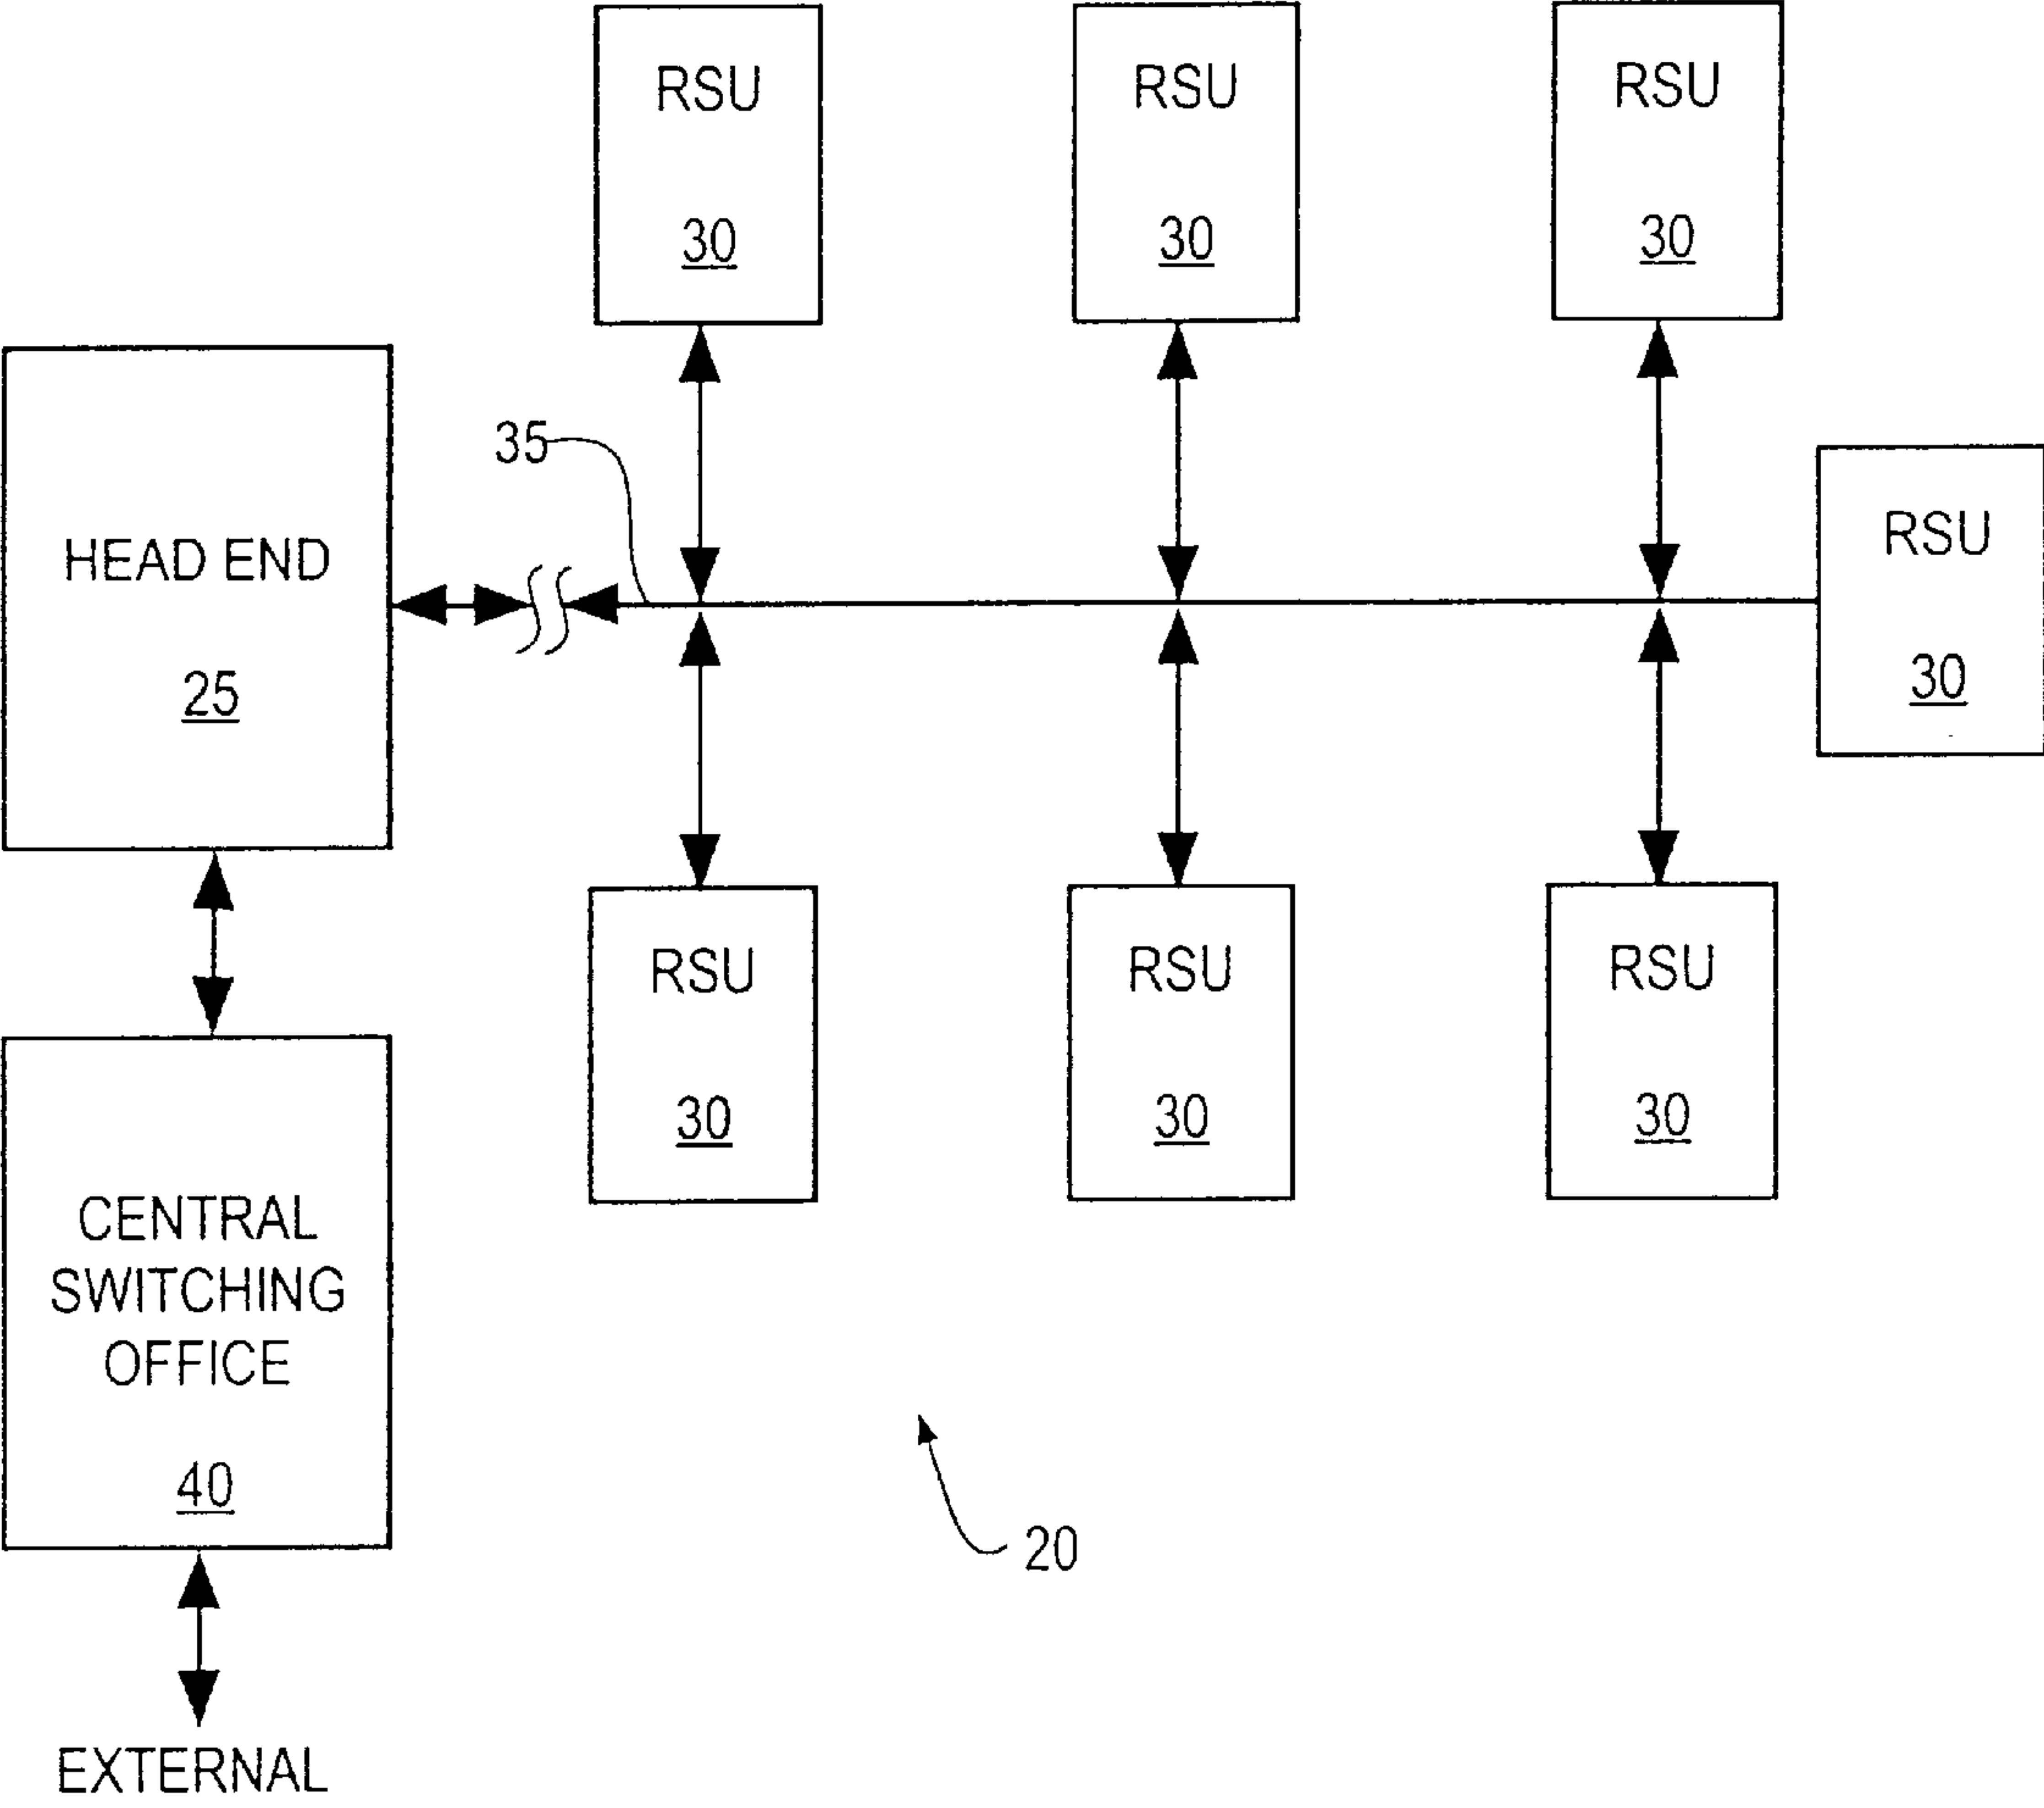 RSU
30
RSU
30
RSU
30
35
HEAD END
25
RSU
30
RSU
30
RSU
30
RSU
30
CENTRAL
SWITCHING
OFFICE
40
20
EXTERNAL